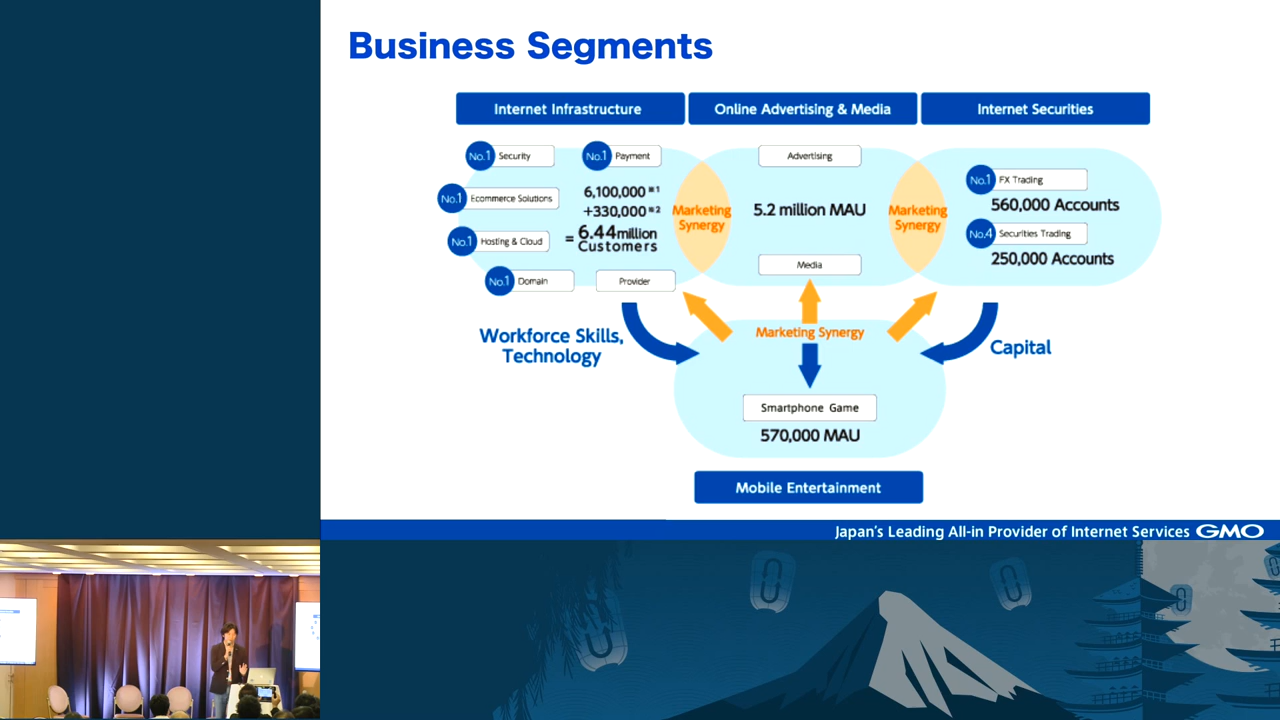 Business Segments
Internet Infrastructure
Online Advertising & Media
Internet Securities
No.1 Security
No.1 Payment
No.1 Ecommerce Solutions
6,100,000 ※1
+330,000 ※2
= 6.44 million
Customers
No.1 Hosting & Cloud
No.1 Domain
Provider
Marketing
Synergy
Advertising
5.2 million MAU
Media
Marketing
Synergy
No.1 FX Trading
560,000 Accounts
No.4 Securities Trading
250,000 Accounts
Workforce Skills,
Technology
Marketing Synergy
Capital
Smartphone Game
570,000 MAU
Mobile Entertainment
Japan's Leading All-in Provider of Internet Services GMO